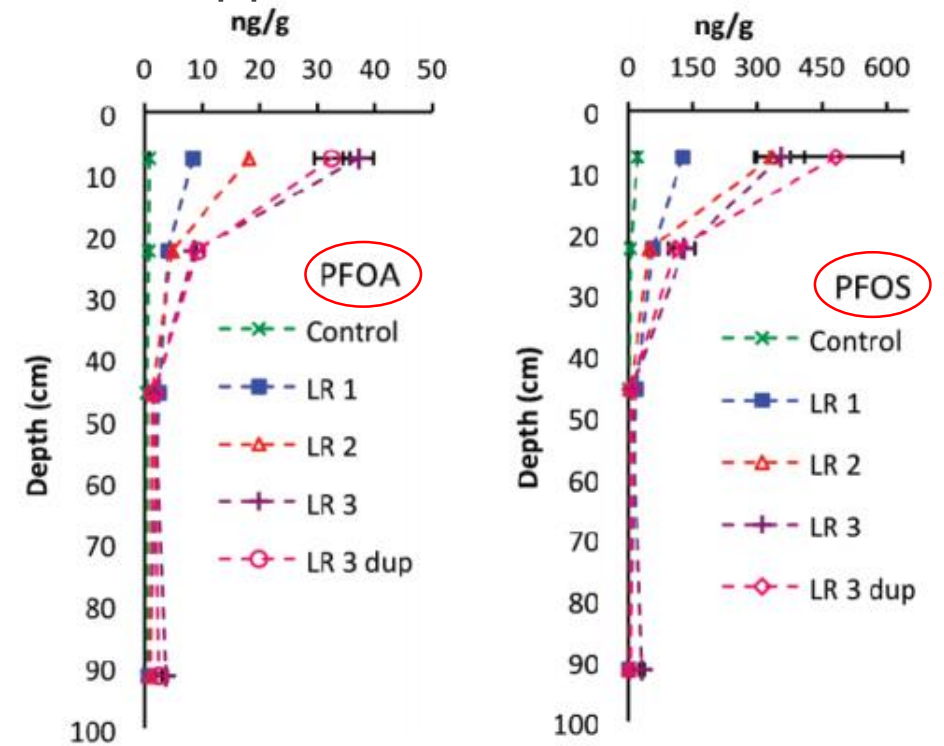 ng/g
0 10 20 30 40 50
0
10
20
30
40
50
60
70
80
90
100
Depth (cm)
PFOA
Control
LR 1
LR 2
LR 3
LR 3 dup
ng/g
0 150 300 450 600
0
10
20
30
40
50
60
70
80
90
100
Depth (cm)
PFOS
Control
LR 1
LR 2
LR 3
LR 3 dup